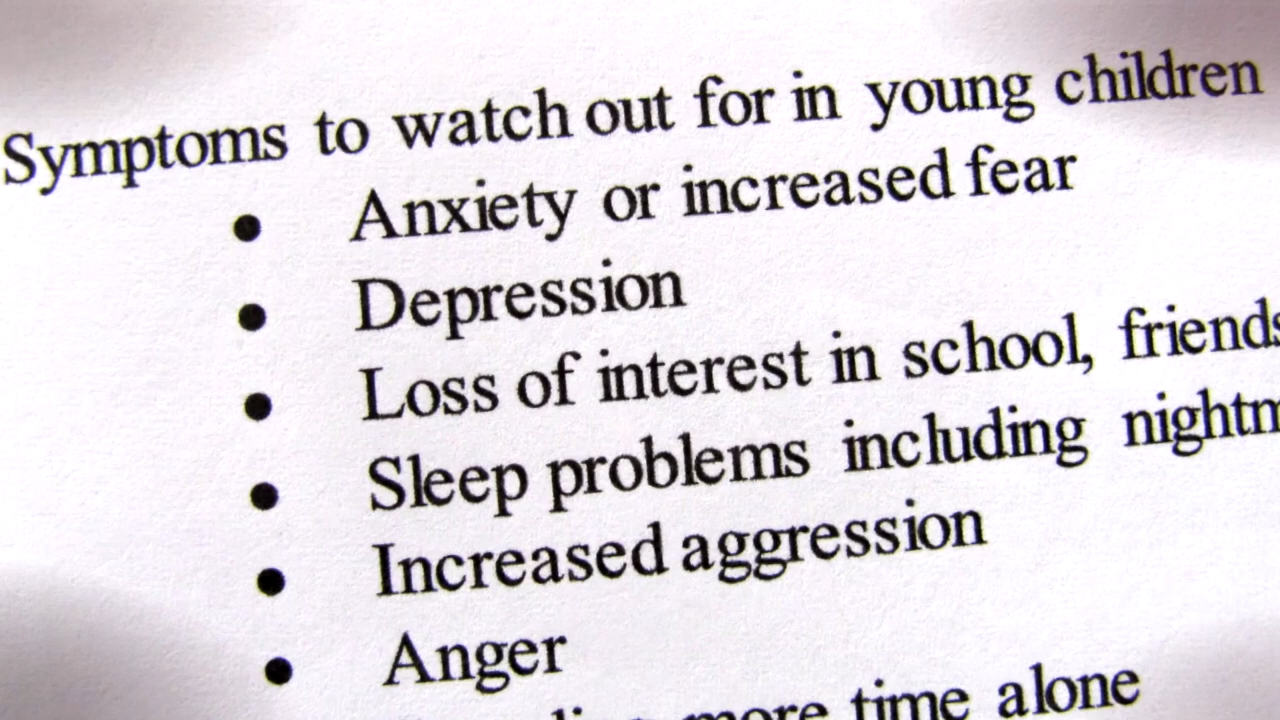 Symptoms to watch out for in young children
• Anxiety or increased fear
• Depression
• Loss of interest in school, friends
• Sleep problems including
• Increased aggression
• Anger
more time alone